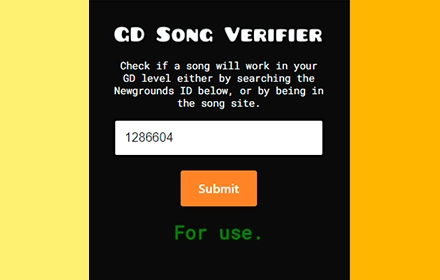 GD Song Verifier
Check if a song will work in your
GD level either by searching the
Newgrounds ID below, or by being in
the song site.
1286604
Submit
For use.